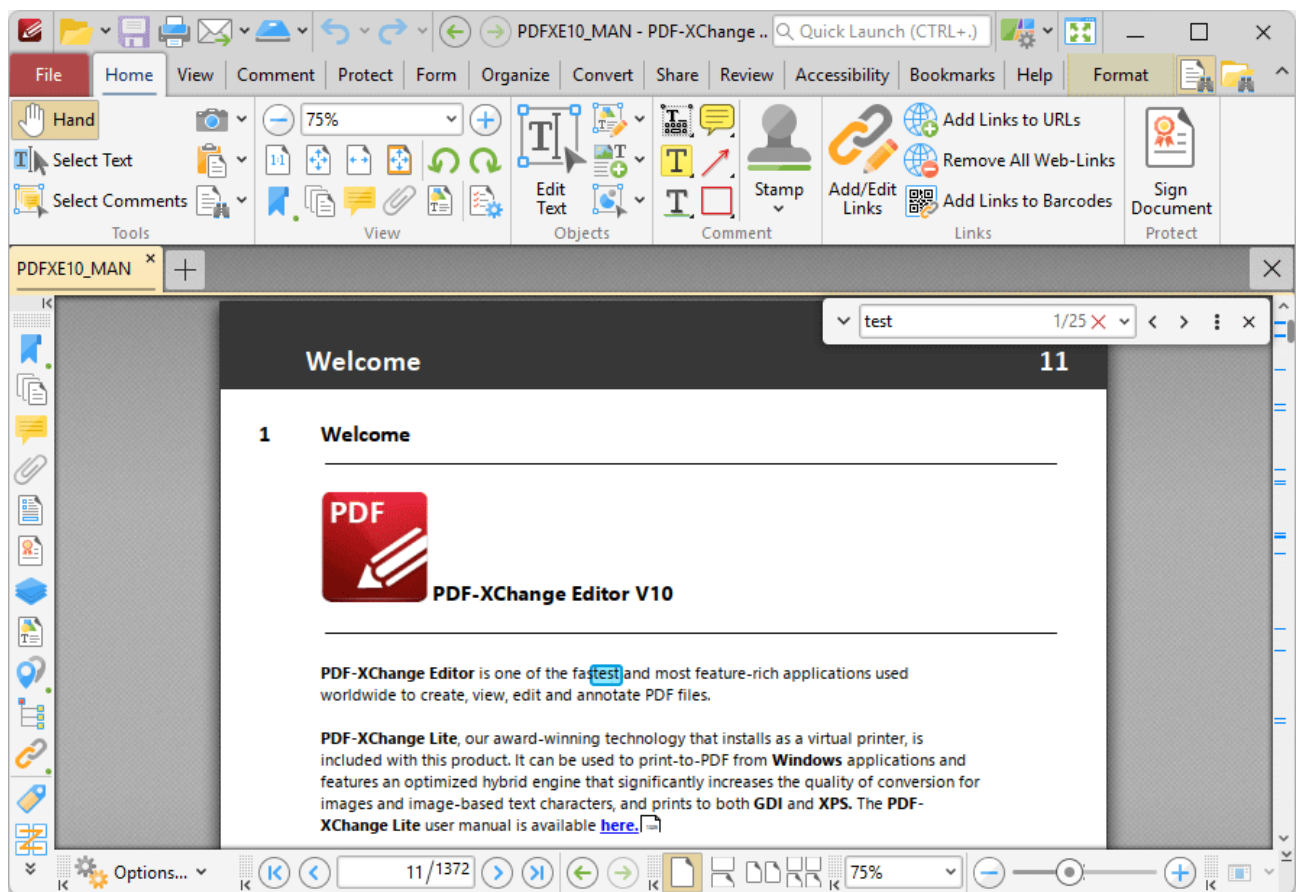 PDFXE10_MAN - PDF-XChange ..
Quick Launch (CTRL+.)
File Home View Comment Protect Form Organize Convert Share Review Accessibility Bookmarks Help Format
Hand
Select Text
Select Comments
Tools
75%
1:1
View
Edit Text
Objects
Comment
Stamp
Add/Edit Links
Add Links to URLs
Remove All Web-Links
Add Links to Barcodes
Links
Sign Document
Protect
PDFXE10_MAN
test 1/25
Welcome 11
1 Welcome
PDF
PDF-XChange Editor V10
PDF-XChange Editor is one of the fastest and most feature-rich applications used
worldwide to create, view, edit and annotate PDF files.
PDF-XChange Lite, our award-winning technology that installs as a virtual printer, is
included with this product. It can be used to print-to-PDF from Windows applications and
features an optimized hybrid engine that significantly increases the quality of conversion for
images and image-based text characters, and prints to both GDI and XPS. The PDF-
XChange Lite user manual is available here.
Options... 11/1372 75%